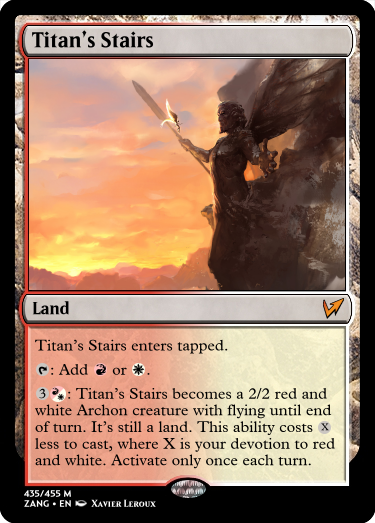 Titan's Stairs
Land
Titan's Stairs enters tapped.
: Add or .
3 : Titan's Stairs becomes a 2/2 red and
white Archon creature with flying until end
of turn. It's still a land. This ability costs X
less to cast, where X is your devotion to red
and white. Activate only once each turn.
435/455 M
ZANG • EN Xavier Leroux